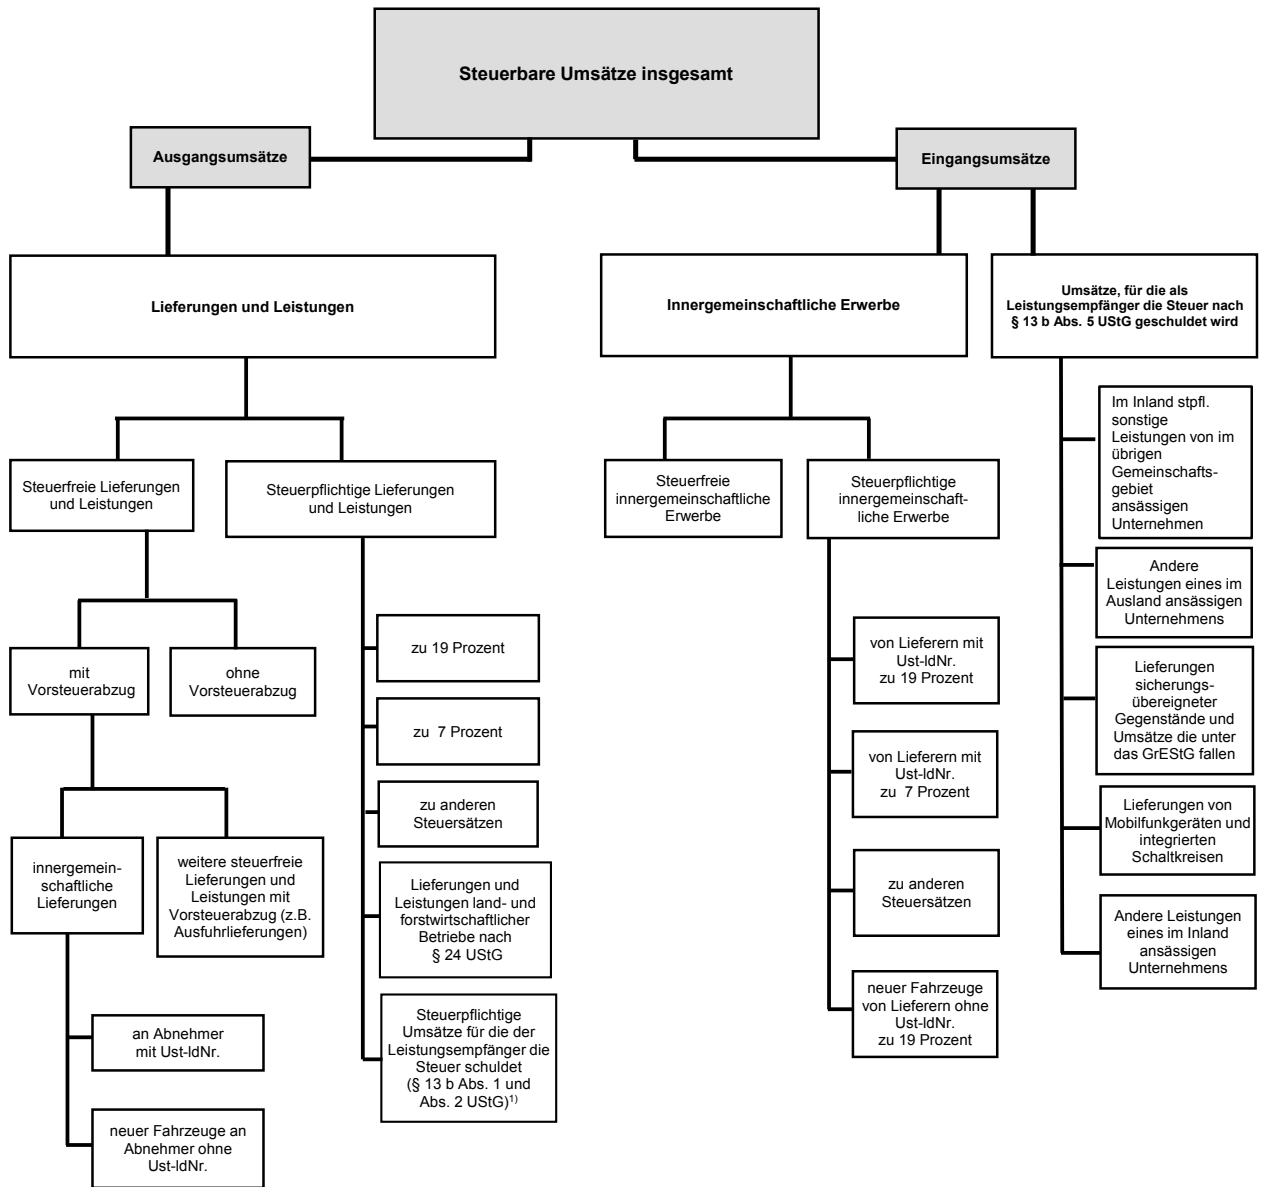 Steuerbare Umsätze insgesamt
Ausgangsumsätze
Eingangsumsätze
Lieferungen und Leistungen
Innergemeinschaftliche Erwerbe
Umsätze, für die als
Leistungsempfänger die Steuer nach
§ 13 b Abs. 5 UStG geschuldet wird
Steuerfreie Lieferungen
und Leistungen
Steuerpflichtige Lieferungen
und Leistungen
mit
Vorsteuerabzug
ohne
Vorsteuerabzug
innergemein-
schaftliche
Lieferungen
weitere steuerfreie
Lieferungen und
Leistungen mit
Vorsteuerabzug (z.B.
Ausfuhrlieferungen)
an Abnehmer
mit Ust-IdNr.
neuer Fahrzeuge an
Abnehmer ohne
Ust-IdNr.
zu 19 Prozent
zu 7 Prozent
zu anderen
Steuersätzen
Lieferungen und
Leistungen land- und
forstwirtschaftlicher
Betriebe nach
§ 24 UStG
Steuerpflichtige
Umsätze für die der
Leistungsempfänger die
Steuer schuldet
(§ 13 b Abs. 1 und
Abs. 2 UStG)1)
Steuerfreie
innergemeinschaftliche
Erwerbe
Steuerpflichtige
innergemeinschaft-
liche Erwerbe
von Lieferern mit
Ust-IdNr.
zu 19 Prozent
von Lieferern mit
Ust-IdNr.
zu 7 Prozent
zu anderen
Steuersätzen
neuer Fahrzeuge
von Lieferern ohne
Ust-IdNr.
zu 19 Prozent
Im Inland stpfl.
sonstige
Leistungen von im
übrigen
Gemeinschafts-
gebiet
ansässigen
Unternehmen
Andere
Leistungen eines im
Ausland ansässigen
Unternehmens
Lieferungen
sicherungs-
übereigneter
Gegenstände und
Umsätze die unter
das GrEStG fallen
Lieferungen von
Mobilfunkgeräten und
integrierten
Schaltkreisen
Andere Leistungen
eines im Inland
ansässigen
Unternehmens